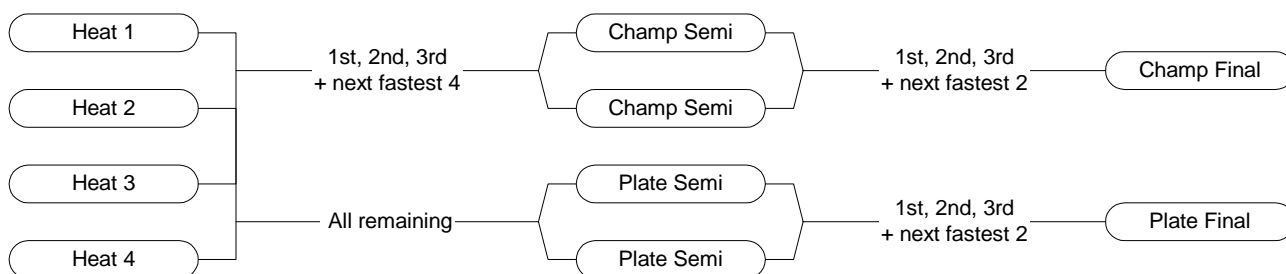 Heat 1
Heat 2
Heat 3
Heat 4
1st, 2nd, 3rd
+ next fastest 4
All remaining
Champ Semi
Champ Semi
Plate Semi
Plate Semi
1st, 2nd, 3rd
+ next fastest 2
1st, 2nd, 3rd
+ next fastest 2
Champ Final
Plate Final